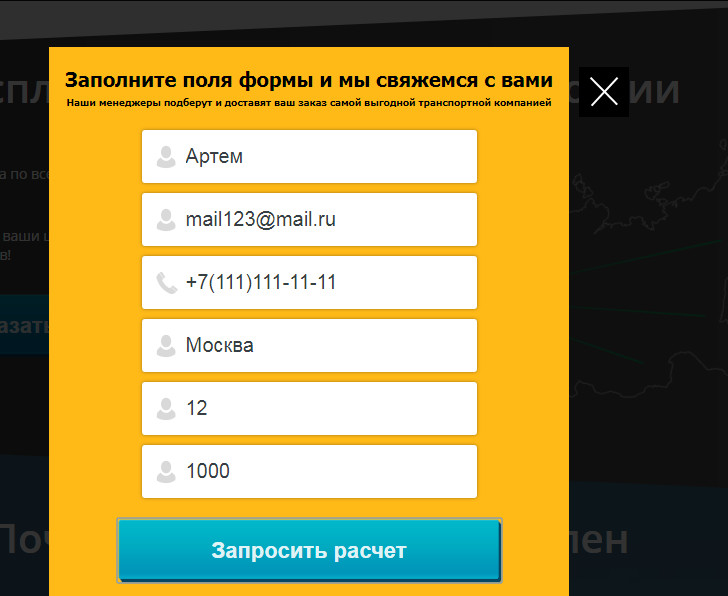 Заполните поля формы и мы свяжемся с вами
Наши менеджеры подберут и доставят ваш заказ самой выгодной транспортной компанией
Артем
mail123@mail.ru
+7(111)111-11-11
Москва
12
1000
Запросить расчет